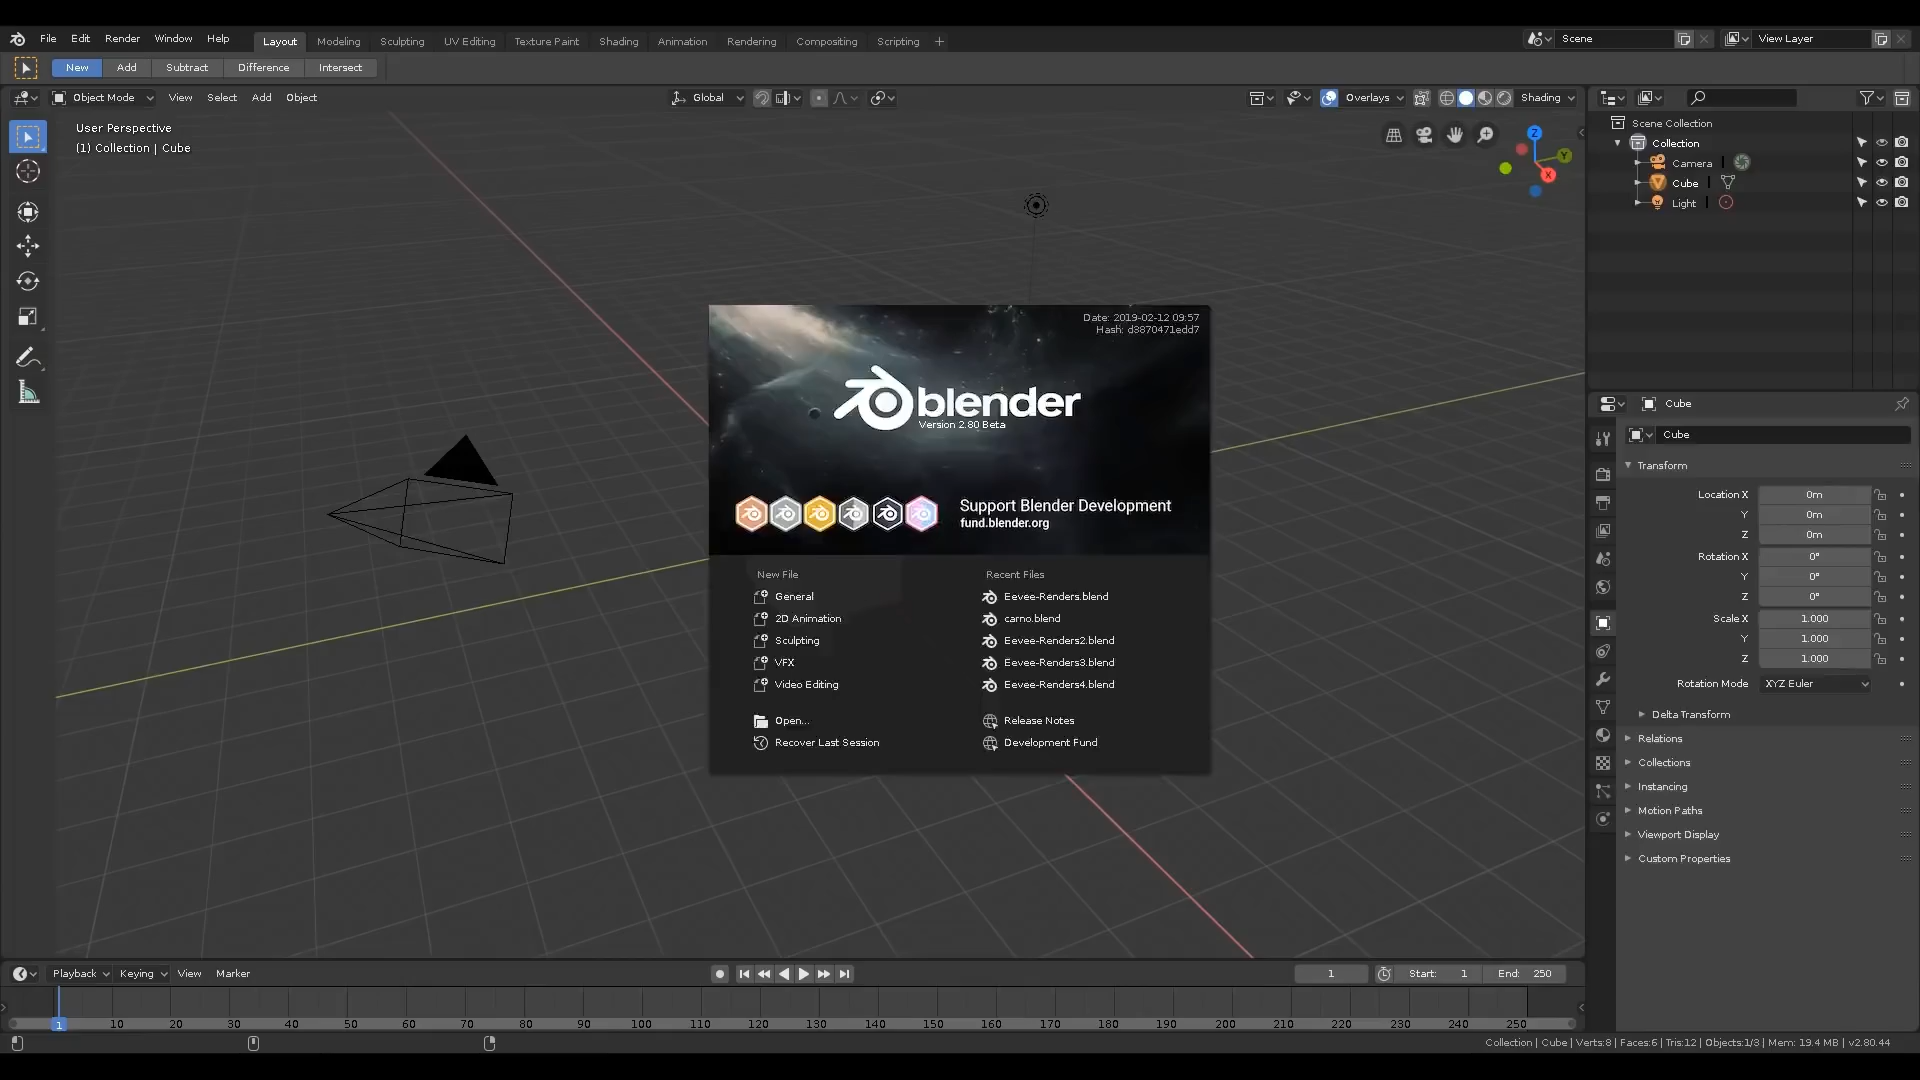 File Edit Render Window Help Layout Modeling Sculpting UV Editing Texture Paint Shading Animation Rendering Compositing Scripting + Scene View Layer
New Add Subtract Difference Intersect
Object Mode View Select Add Object Global Overlays Shading
User Perspective
(1) Collection | Cube
Z
Y
X
Scene Collection
Collection
Camera
Cube
Light
Date: 2019-02-12 09:57
Hash: d3870471edd7
blender
Version 2.80 Beta
Support Blender Development
fund.blender.org
New File
General
2D Animation
Sculpting
VFX
Video Editing
Open...
Recover Last Session
Recent Files
Eevee-Renders.blend
carno.blend
Eevee-Renders2.blend
Eevee-Renders3.blend
Eevee-Renders4.blend
Release Notes
Development Fund
Cube
Cube
Transform
Location X 0m
Y 0m
Z 0m
Rotation X 0°
Y 0°
Z 0°
Scale X 1.000
Y 1.000
Z 1.000
Rotation Mode XYZ Euler
Delta Transform
Relations
Collections
Instancing
Motion Paths
Viewport Display
Custom Properties
Playback Keying View Marker 1 Start: 1 End: 250
1 10 20 30 40 50 60 70 80 90 100 110 120 130 140 150 160 170 180 190 200 210 220 230 240 250
Collection | Cube | Verts:8 | Faces:6 | Tris:12 | Objects:1/3 | Mem: 19.4 MB | v2.80.44